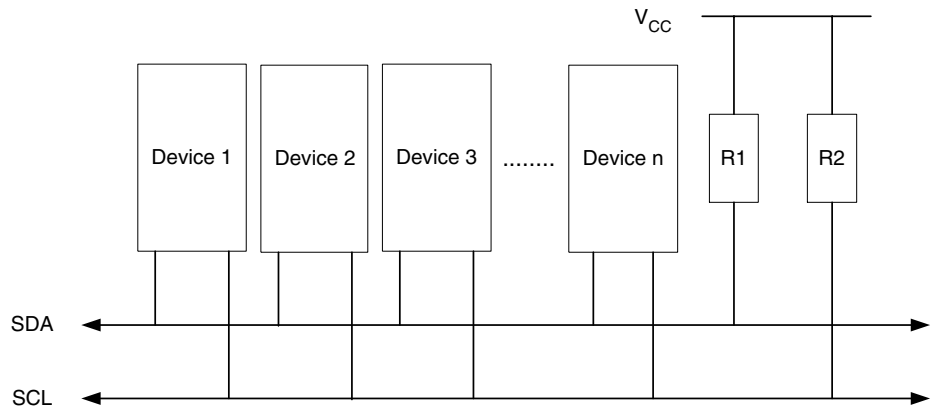 VCC
Device 1 Device 2 Device 3 ........ Device n R1 R2
SDA
SCL